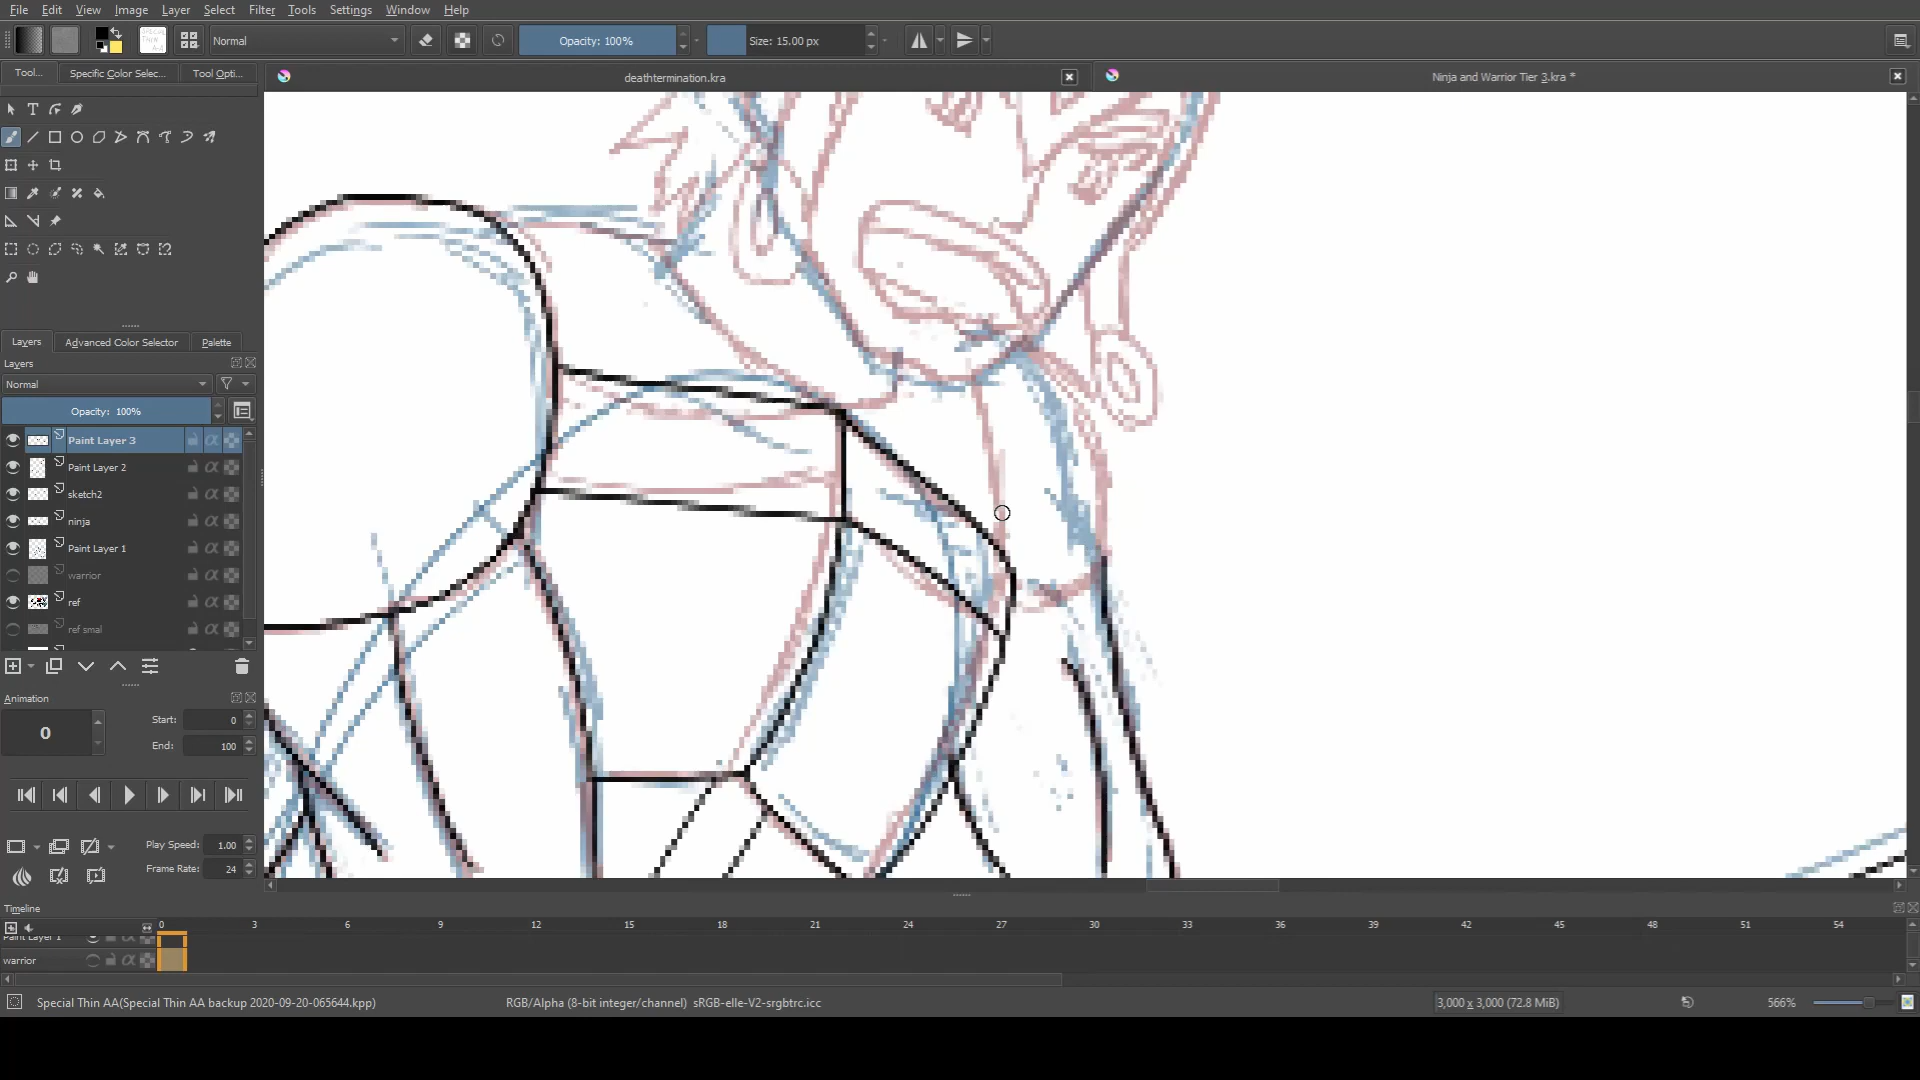 File Edit View Image Layer Select Filter Tools Settings Window Help
Normal Opacity: 100% Size: 15.00 px
Tool... Specific Color Selec... Tool Opti...
deathtermination.kra
Ninja and Warrior Tier 3.kra *
Layers Advanced Color Selector Palette
Layers
Normal
Opacity: 100%
Paint Layer 3
Paint Layer 2
sketch2
ninja
Paint Layer 1
warrior
ref
ref smal
Animation
0
Start: 0
End: 100
Play Speed: 1.00
Frame Rate: 24
Timeline
0 3 6 9 12 15 18 21 24 27 30 33 36 39 42 45 48 51 54
Paint Layer 1
warrior
Special Thin AA(Special Thin AA backup 2020-09-20-065644.kpp)
RGB/Alpha (8-bit integer/channel) sRGB-elle-V2-srgbtrc.icc
3,000 x 3,000 (72.8 MiB)
566%